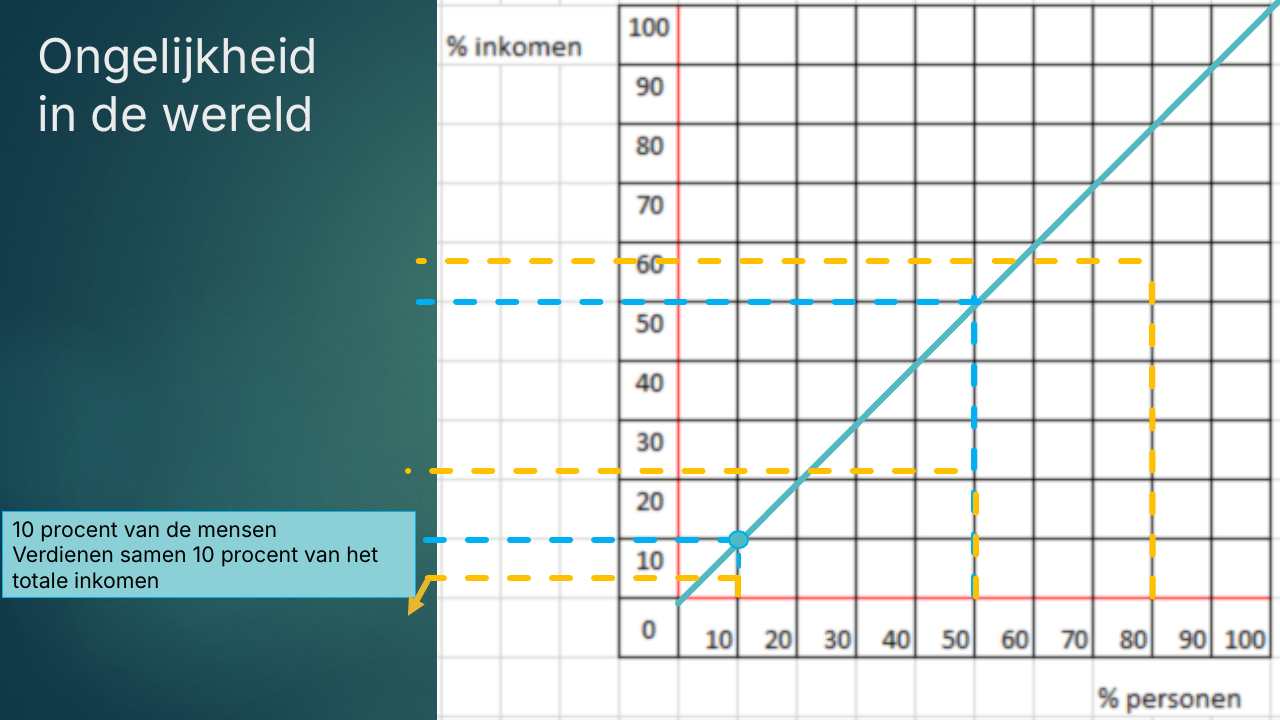 Ongelijkheid
in de wereld
% inkomen
100
90
80
70
60
50
40
30
20
10
0
10 20 30 40 50 60 70 80 90 100
% personen
10 procent van de mensen
Verdienen samen 10 procent van het
totale inkomen